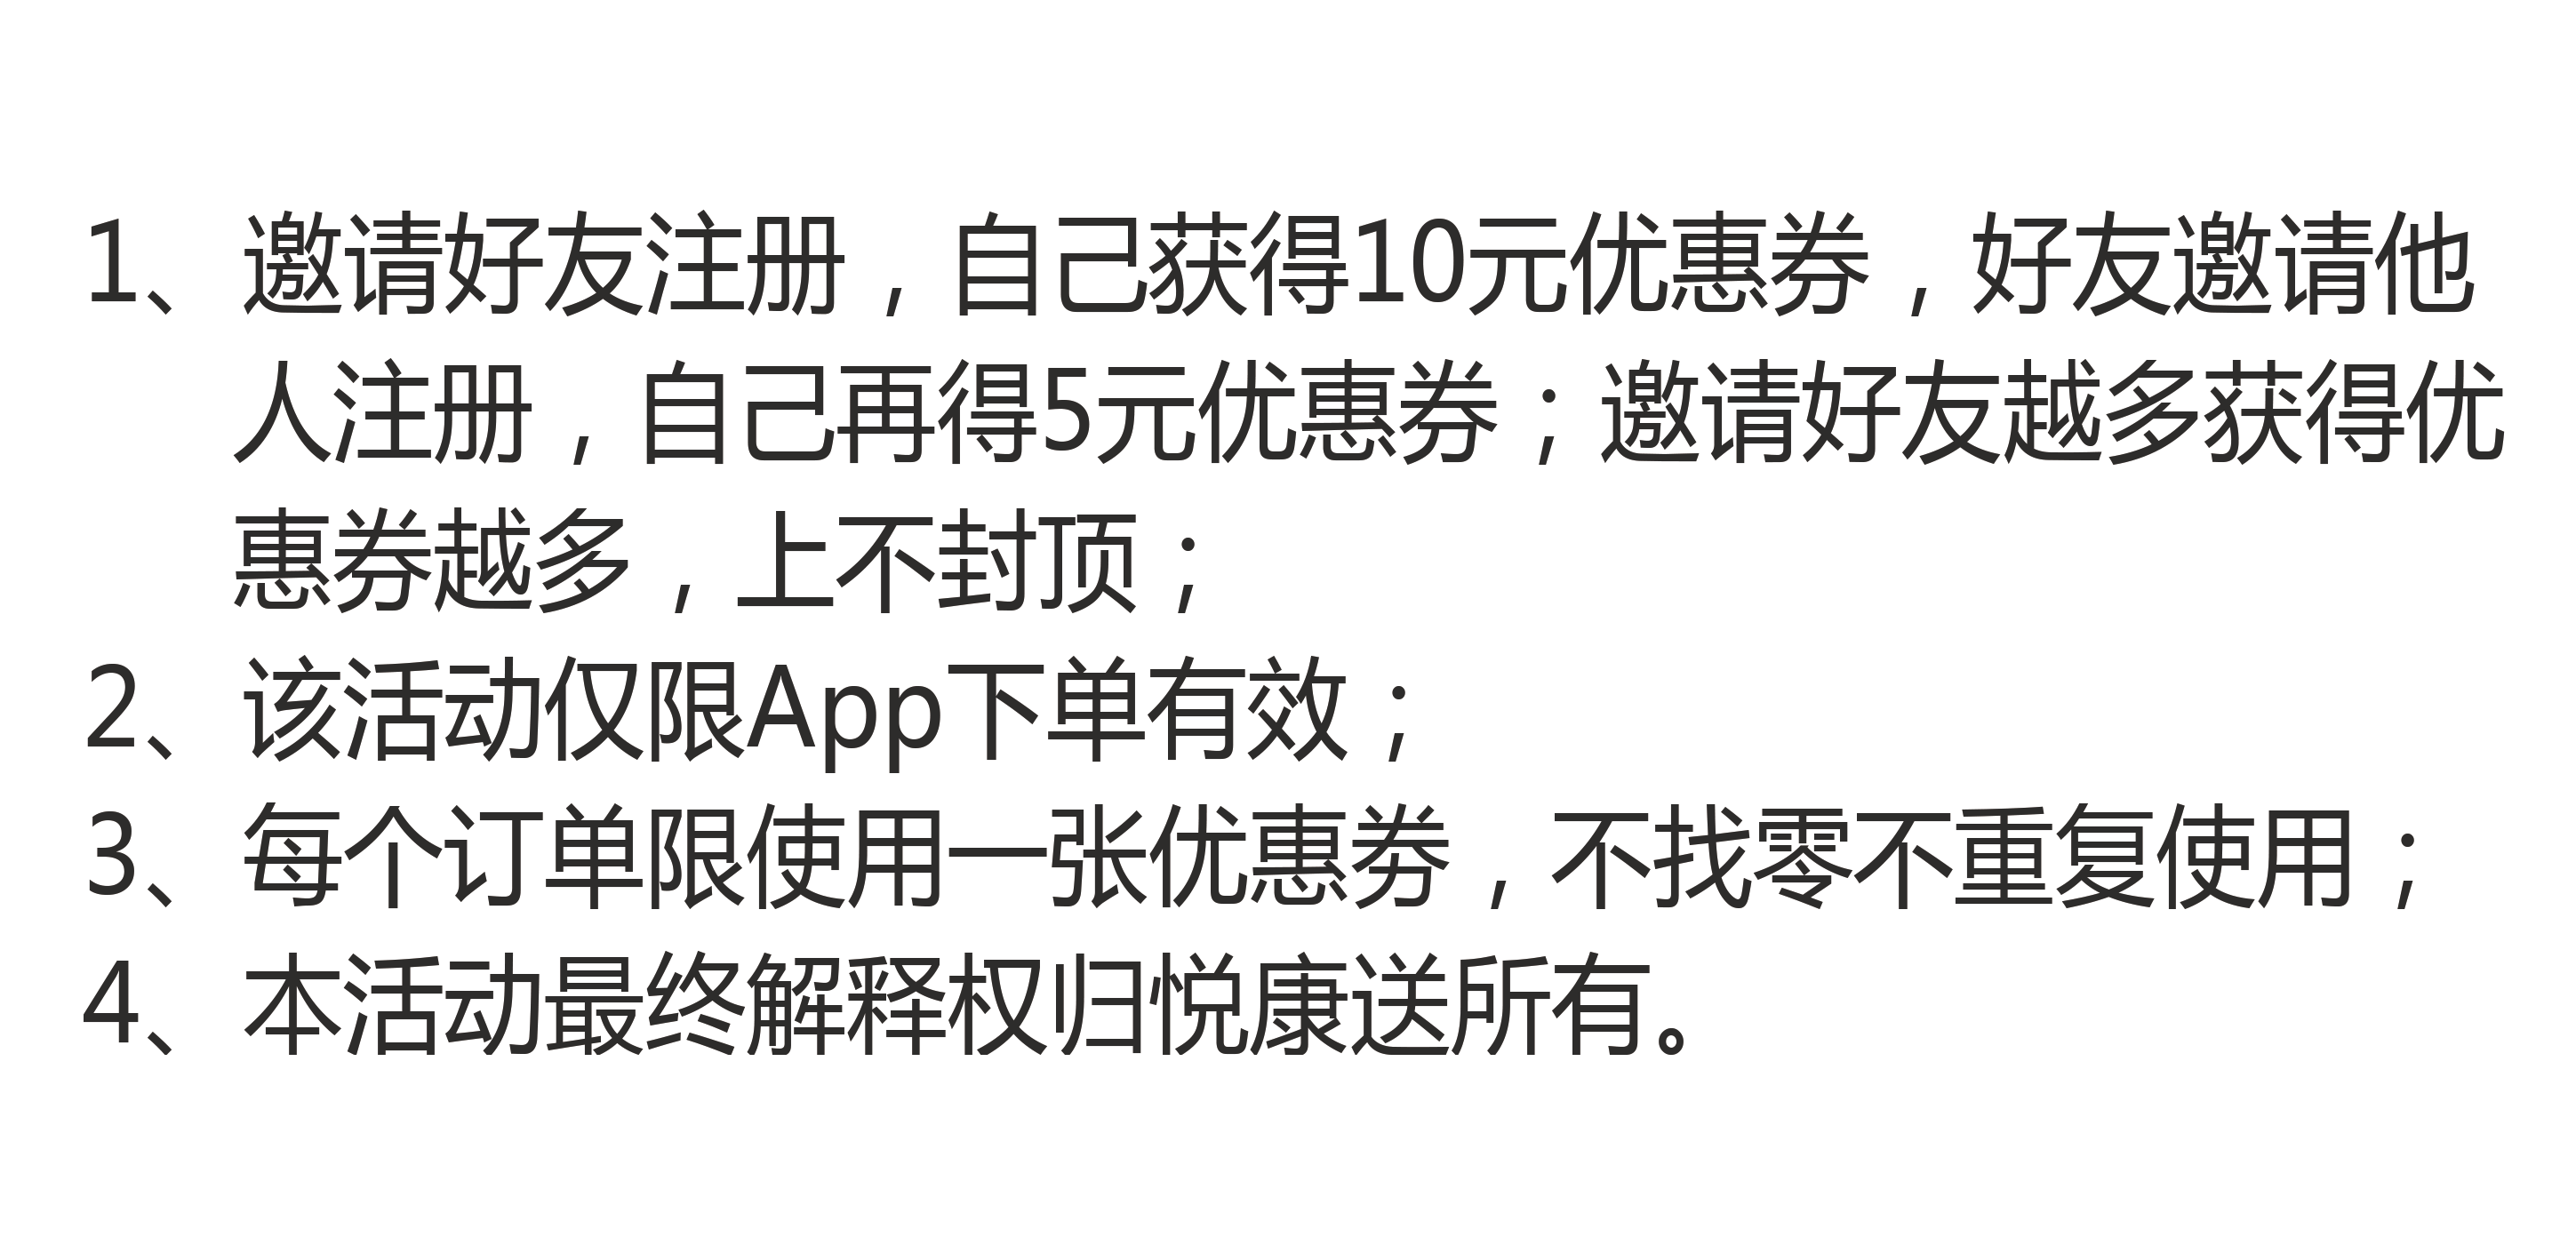 1、邀请好友注册，自己获得10元优惠券，好友邀请他
人注册，自己再得5元优惠券；邀请好友越多获得优
惠券越多，上不封顶；
2、该活动仅限App下单有效；
3、每个订单限使用一张优惠劵，不找零不重复使用；
4、本活动最终解释权归悦康送所有。